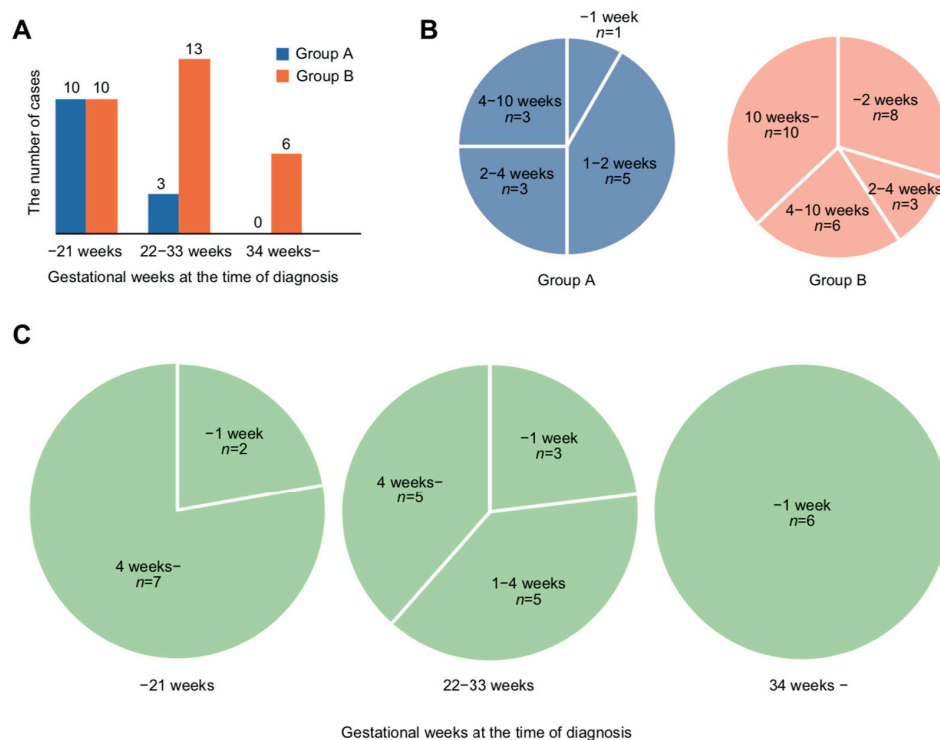 A
The number of cases
10
10
3
13
0
6
Group A
Group B
−21 weeks
22−33 weeks
34 weeks−
Gestational weeks at the time of diagnosis
B
−1 week
n=1
4−10 weeks
n=3
2−4 weeks
n=3
1−2 weeks
n=5
Group A
10 weeks−
n=10
−2 weeks
n=8
2−4 weeks
n=3
4−10 weeks
n=6
Group B
C
−1 week
n=2
4 weeks−
n=7
−21 weeks
4 weeks−
n=5
−1 week
n=3
1−4 weeks
n=5
22−33 weeks
−1 week
n=6
34 weeks −
Gestational weeks at the time of diagnosis